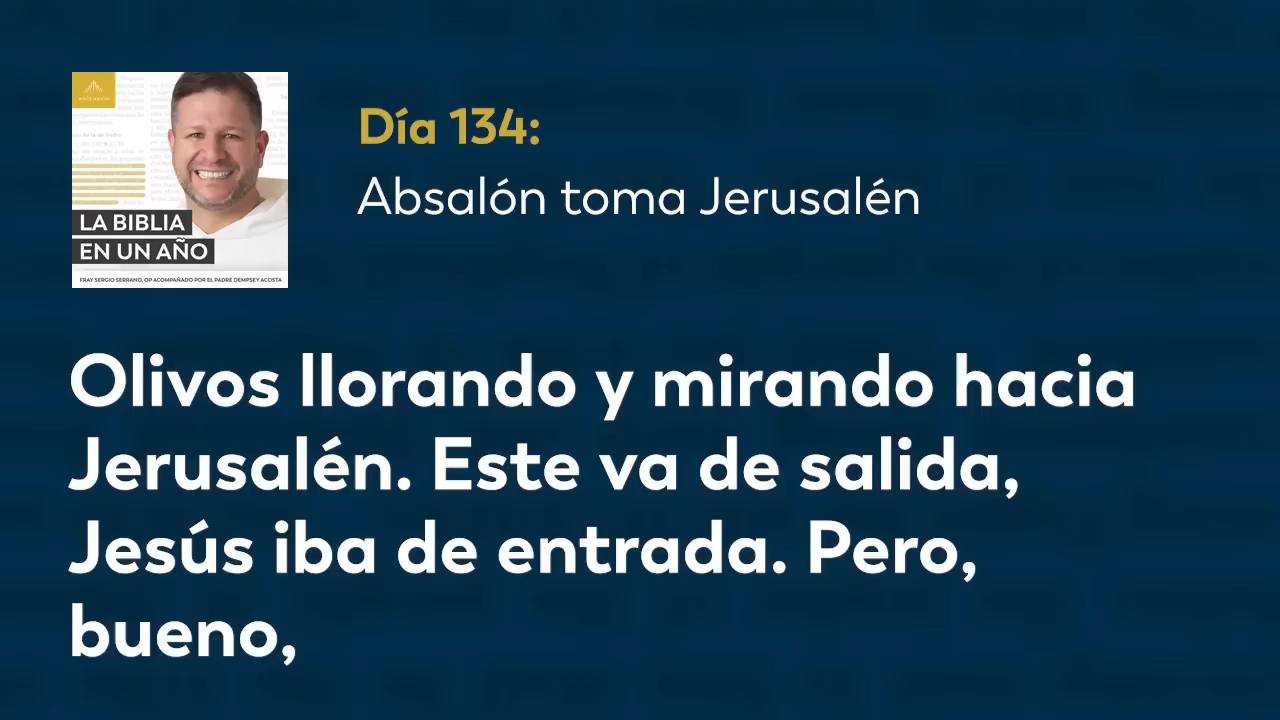 Día 134:
Absalón toma Jerusalén
LA BIBLIA
EN UN AÑO
FRAY SERGIO SERRANO, OP ACOMPAÑADO POR EL PADRE DEMPSEY ACOSTA
Olivos llorando y mirando hacia
Jerusalén. Este va de salida,
Jesús iba de entrada. Pero,
bueno,